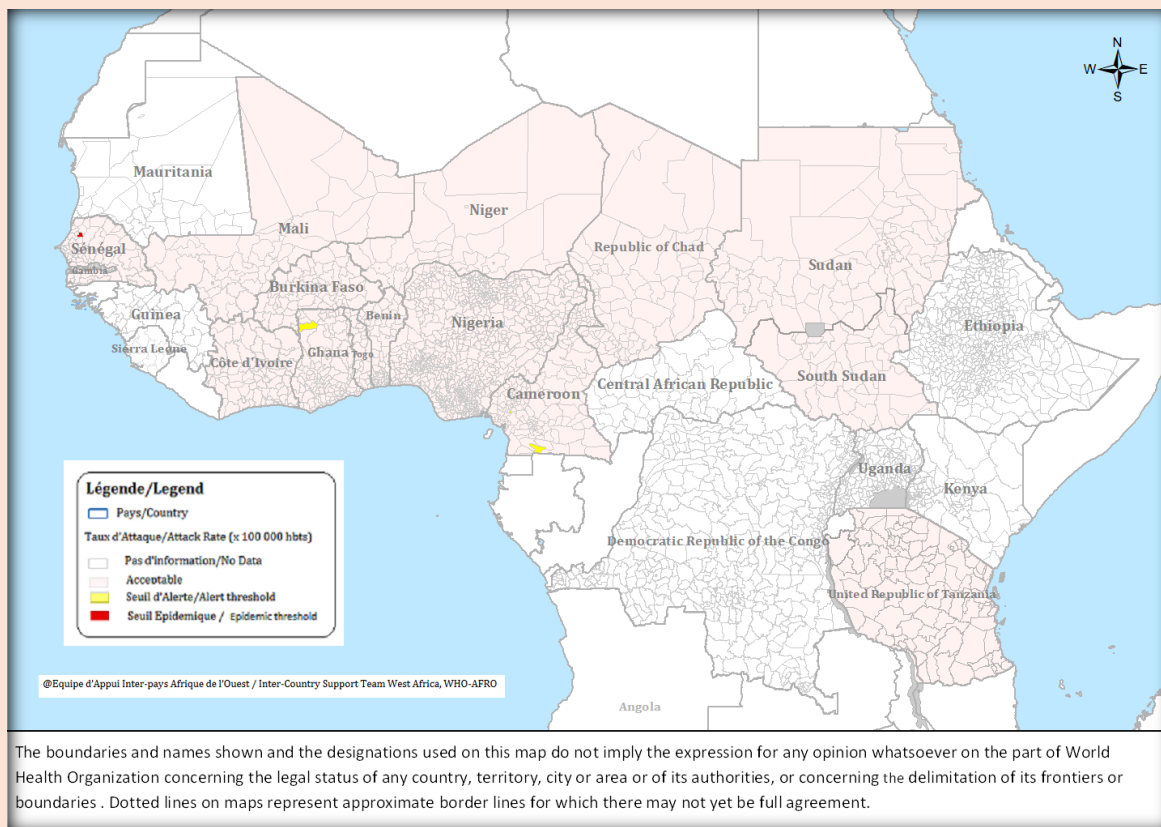 N
W E
S
Mauritania
Mali
Niger
Sénégal
Gambia
Republic of Chad
Sudan
Burkina Faso
Guinea
Benin
Nigeria
Ethiopia
Sierra Leone
Côte d'Ivoire
Ghana
Togo
Cameroon
Central African Republic
South Sudan
Uganda
Kenya
Democratic Republic of the Congo
United Republic of Tanzania
Angola
Légende/Legend
Pays/Country
Taux d'Attaque/Attack Rate (x 100 000 hbts)
Pas d'information/No Data
Acceptable
Seuil d'Alerte/Alert threshold
Seuil Epidemique / Epidemic threshold
@Equipe d'Appui Inter-pays Afrique de l'Ouest / Inter-Country Support Team West Africa, WHO-AFRO
The boundaries and names shown and the designations used on this map do not imply the expression for any opinion whatsoever on the part of World
Health Organization concerning the legal status of any country, territory, city or area or of its authorities, or concerning the delimitation of its frontiers or
boundaries . Dotted lines on maps represent approximate border lines for which there may not yet be full agreement.